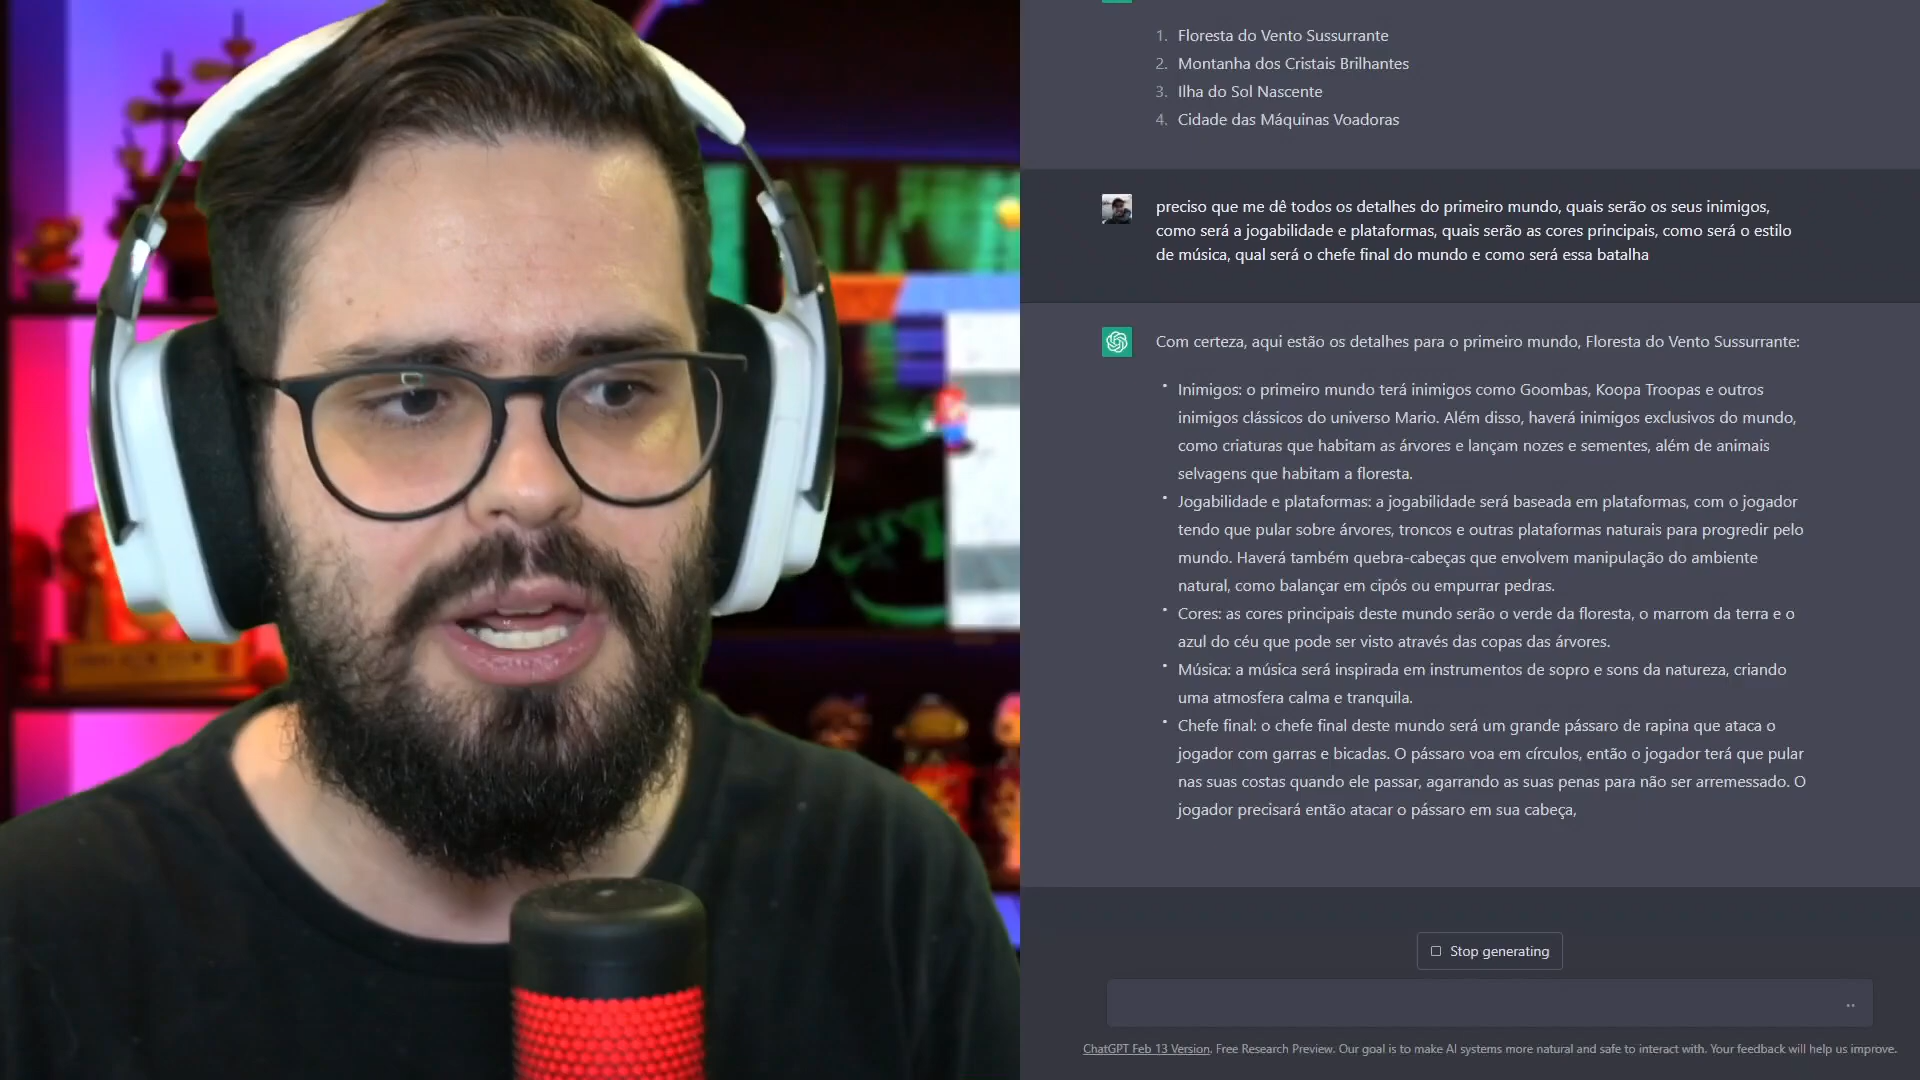 1. Floresta do Vento Sussurrante
2. Montanha dos Cristais Brilhantes
3. Ilha do Sol Nascente
4. Cidade das Máquinas Voadoras
preciso que me dê todos os detalhes do primeiro mundo, quais serão os seus inimigos,
como será a jogabilidade e plataformas, quais serão as cores principais, como será o estilo
de música, qual será o chefe final do mundo e como será essa batalha
Com certeza, aqui estão os detalhes para o primeiro mundo, Floresta do Vento Sussurrante:
• Inimigos: o primeiro mundo terá inimigos como Goombas, Koopa Troopas e outros
inimigos clássicos do universo Mario. Além disso, haverá inimigos exclusivos do mundo,
como criaturas que habitam as árvores e lançam nozes e sementes, além de animais
selvagens que habitam a floresta.
• Jogabilidade e plataformas: a jogabilidade será baseada em plataformas, com o jogador
tendo que pular sobre árvores, troncos e outras plataformas naturais para progredir pelo
mundo. Haverá também quebra-cabeças que envolvem manipulação do ambiente
natural, como balançar em cipós ou empurrar pedras.
• Cores: as cores principais deste mundo serão o verde da floresta, o marrom da terra e o
azul do céu que pode ser visto através das copas das árvores.
• Música: a música será inspirada em instrumentos de sopro e sons da natureza, criando
uma atmosfera calma e tranquila.
• Chefe final: o chefe final deste mundo será um grande pássaro de rapina que ataca o
jogador com garras e bicadas. O pássaro voa em círculos, então o jogador terá que pular
nas suas costas quando ele passar, agarrando as suas penas para não ser arremessado. O
jogador precisará então atacar o pássaro em sua cabeça,
Stop generating
ChatGPT Feb 13 Version. Free Research Preview. Our goal is to make AI systems more natural and safe to interact with. Your feedback will help us improve.